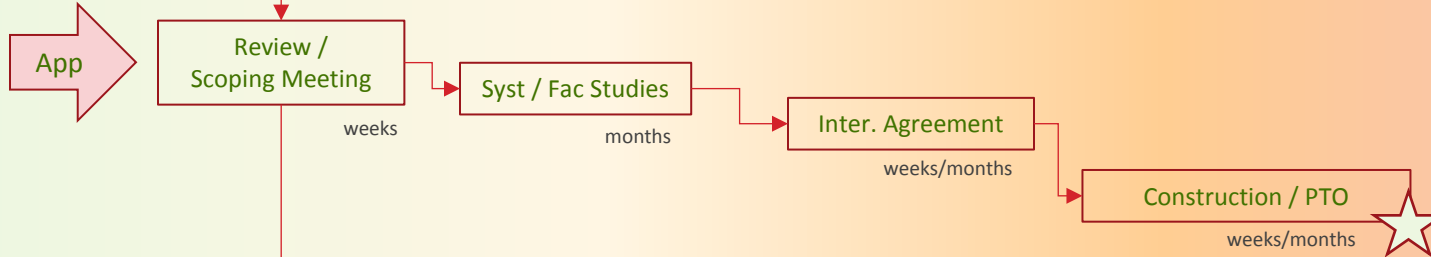 App
Review /
Scoping Meeting
weeks
Syst / Fac Studies
months
Inter. Agreement
weeks/months
Construction / PTO
weeks/months